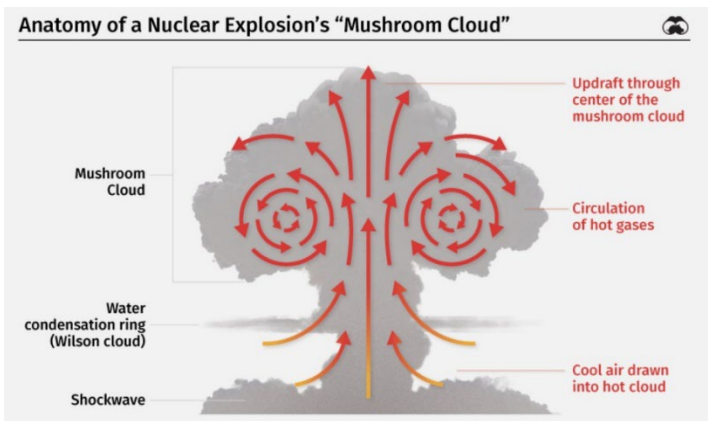 Anatomy of a Nuclear Explosion's “Mushroom Cloud”
Updraft through
center of the
mushroom cloud
Mushroom
Cloud
Circulation
of hot gases
Water
condensation ring
(Wilson cloud)
Cool air drawn
into hot cloud
Shockwave